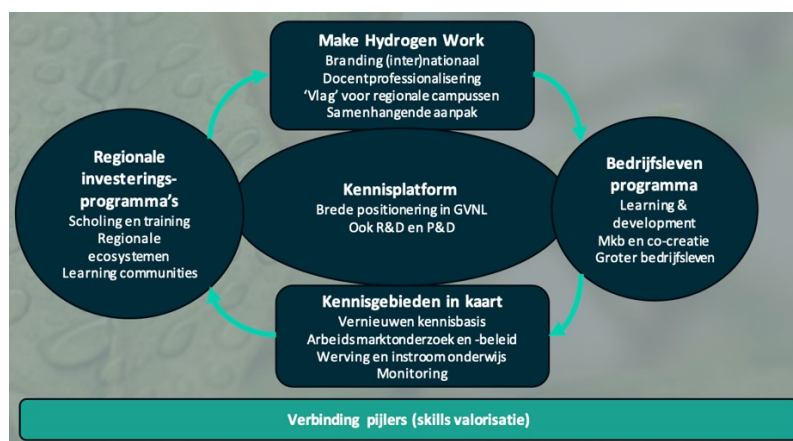 Make Hydrogen Work
Branding (inter)nationaal
Docentprofessionalisering
‘Vlag’ voor regionale campussen
Samenhangende aanpak
Regionale
investerings-
programma’s
Scholing en training
Regionale
ecosystemen
Learning communities
Kennisplatform
Brede positionering in GVNL
Ook R&D en P&D
Bedrijfsleven
programma
Learning &
development
Mkb en co-creatie
Groter bedrijfsleven
Kennisgebieden in kaart
Vernieuwen kennisbasis
Arbeidsmarktonderzoek en -beleid
Werving en instroom onderwijs
Monitoring
Verbinding pijlers (skills valorisatie)